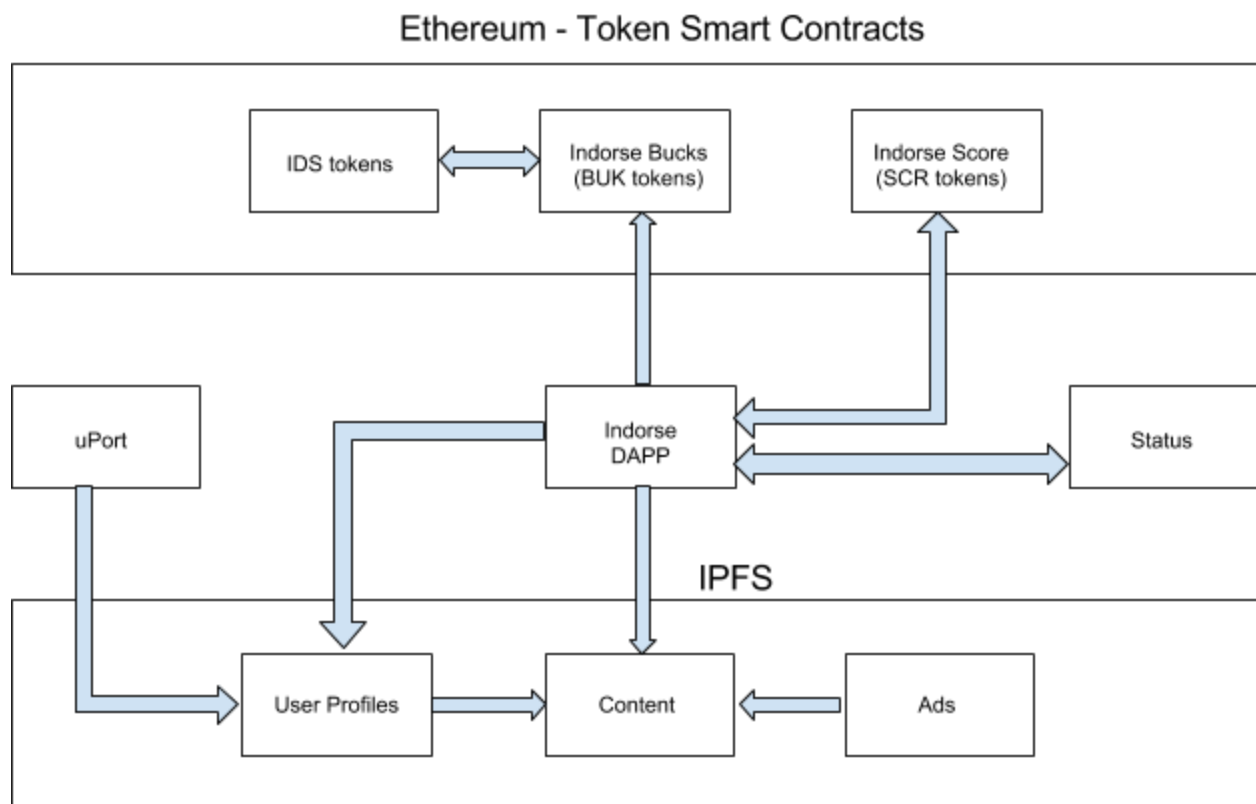 Ethereum - Token Smart Contracts
IDS tokens
Indorse Bucks
(BUK tokens)
Indorse Score
(SCR tokens)
uPort
Indorse
DAPP
Status
IPFS
User Profiles
Content
Ads